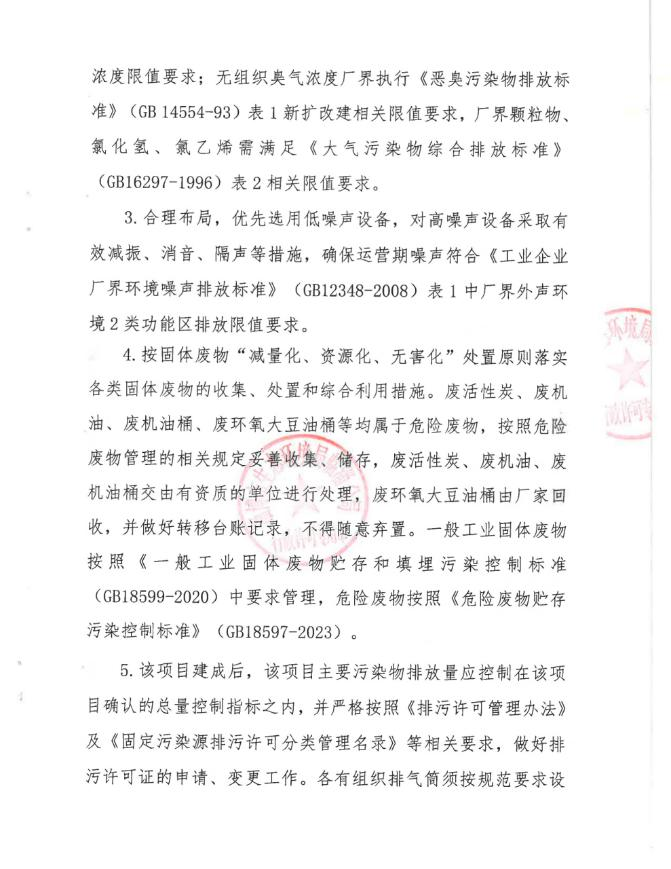 浓度限值要求；无组织臭气浓度厂界执行《恶臭污染物排放标
准》（GB 14554-93）表 1 新扩改建相关限值要求，厂界颗粒物、
氯化氢、氯乙烯需满足《大气污染物综合排放标准》
（GB16297-1996）表 2 相关限值要求。
3. 合理布局，优先选用低噪声设备，对高噪声设备采取有
效减振、消音、隔声等措施，确保运营期噪声符合《工业企业
厂界环境噪声排放标准》（GB12348-2008）表 1 中厂界外声环
境 2 类功能区排放限值要求。
4. 按固体废物“减量化、资源化、无害化”处置原则落实
各类固体废物的收集、处置和综合利用措施。废活性炭、废机
油、废机油桶、废环氧大豆油桶等均属于危险废物，按照危险
废物管理的相关规定妥善收集、储存，废活性炭、废机油、废
机油桶交由有资质的单位进行处理，废环氧大豆油桶由厂家回
收，并做好转移台账记录，不得随意弃置。一般工业固体废物
按照《一般工业固体废物贮存和填埋污染控制标准
（GB18599-2020）中要求管理，危险废物按照《危险废物贮存
污染控制标准》（GB18597-2023）。
5. 该项目建成后，该项目主要污染物排放量应控制在该项
目确认的总量控制指标之内，并严格按照《排污许可管理办法》
及《固定污染源排污许可分类管理名录》等相关要求，做好排
污许可证的申请、变更工作。各有组织排气筒须按规范要求设
环境局